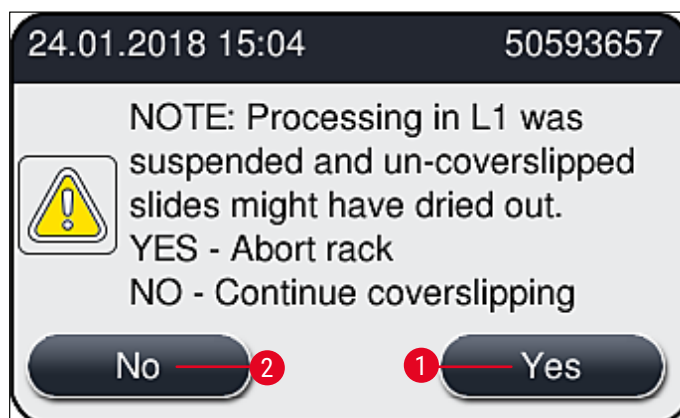 24.01.2018 15:04 50593657
NOTE: Processing in L1 was
suspended and un-coverslipped
slides might have dried out.
YES - Abort rack
NO - Continue coverslipping
No 2 1 Yes